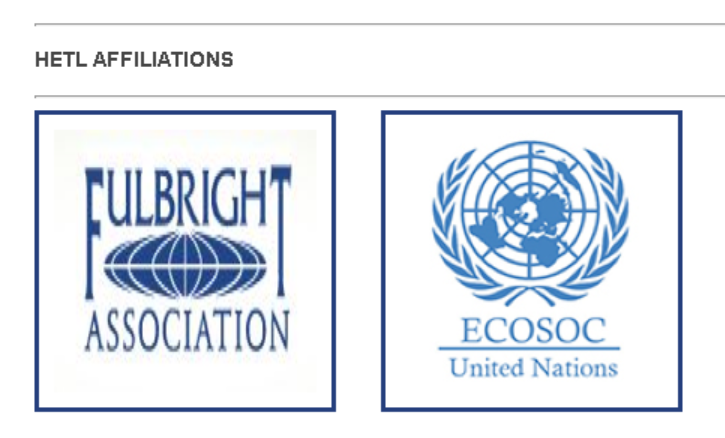 HETL AFFILIATIONS
FULBRIGHT
ASSOCIATION
ECOSOC
United Nations